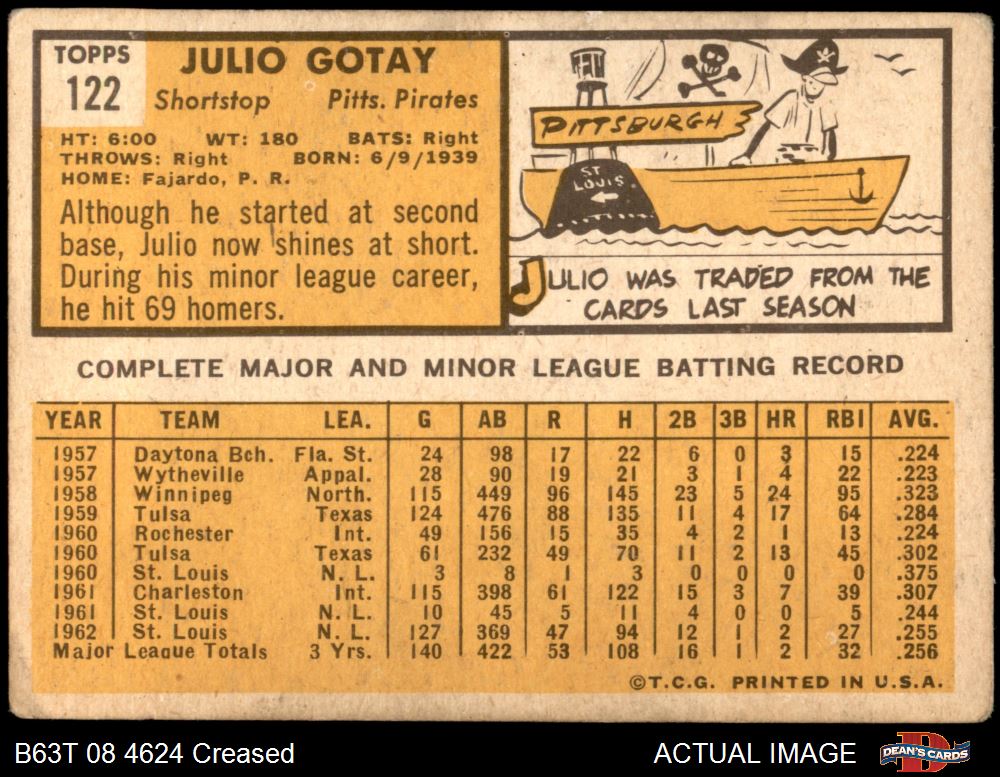 TOPPS
122
JULIO GOTAY
Shortstop Pitts. Pirates
HT: 6:00 WT: 180 BATS: Right
THROWS: Right BORN: 6/9/1939
HOME: Fajardo, P. R.
Although he started at second
base, Julio now shines at short.
During his minor league career,
he hit 69 homers.
PITTSBURGH
ST
LOUIS.
JULIO WAS TRADED FROM THE
CARDS LAST SEASON
COMPLETE MAJOR AND MINOR LEAGUE BATTING RECORD
YEAR TEAM LEA. G AB R H 2B 3B HR RBI AVG.
1957 Daytona Bch. Fla. St. 24 98 17 22 6 0 3 15 .224
1957 Wytheville Appal. 28 90 19 21 3 1 4 22 .223
1958 Winnipeg North. 115 449 96 145 23 5 24 95 .323
1959 Tulsa Texas 124 476 88 135 11 4 17 64 .284
1960 Rochester Int. 49 156 15 35 4 2 1 13 .224
1960 Tulsa Texas 61 232 49 70 11 2 13 45 .302
1960 St. Louis N. L. 3 8 1 3 0 0 0 0 .375
1961 Charleston Int. 115 398 61 122 15 3 7 39 .307
1961 St. Louis N. L. 10 45 5 11 4 0 0 5 .244
1962 St. Louis N. L. 127 369 47 94 12 1 2 27 .255
Major League Totals 3 Yrs. 140 422 53 108 16 1 2 32 .256
©T.C.G. PRINTED IN U.S.A.
B63T 08 4624 Creased
ACTUAL IMAGE
DEAN'S CARDS